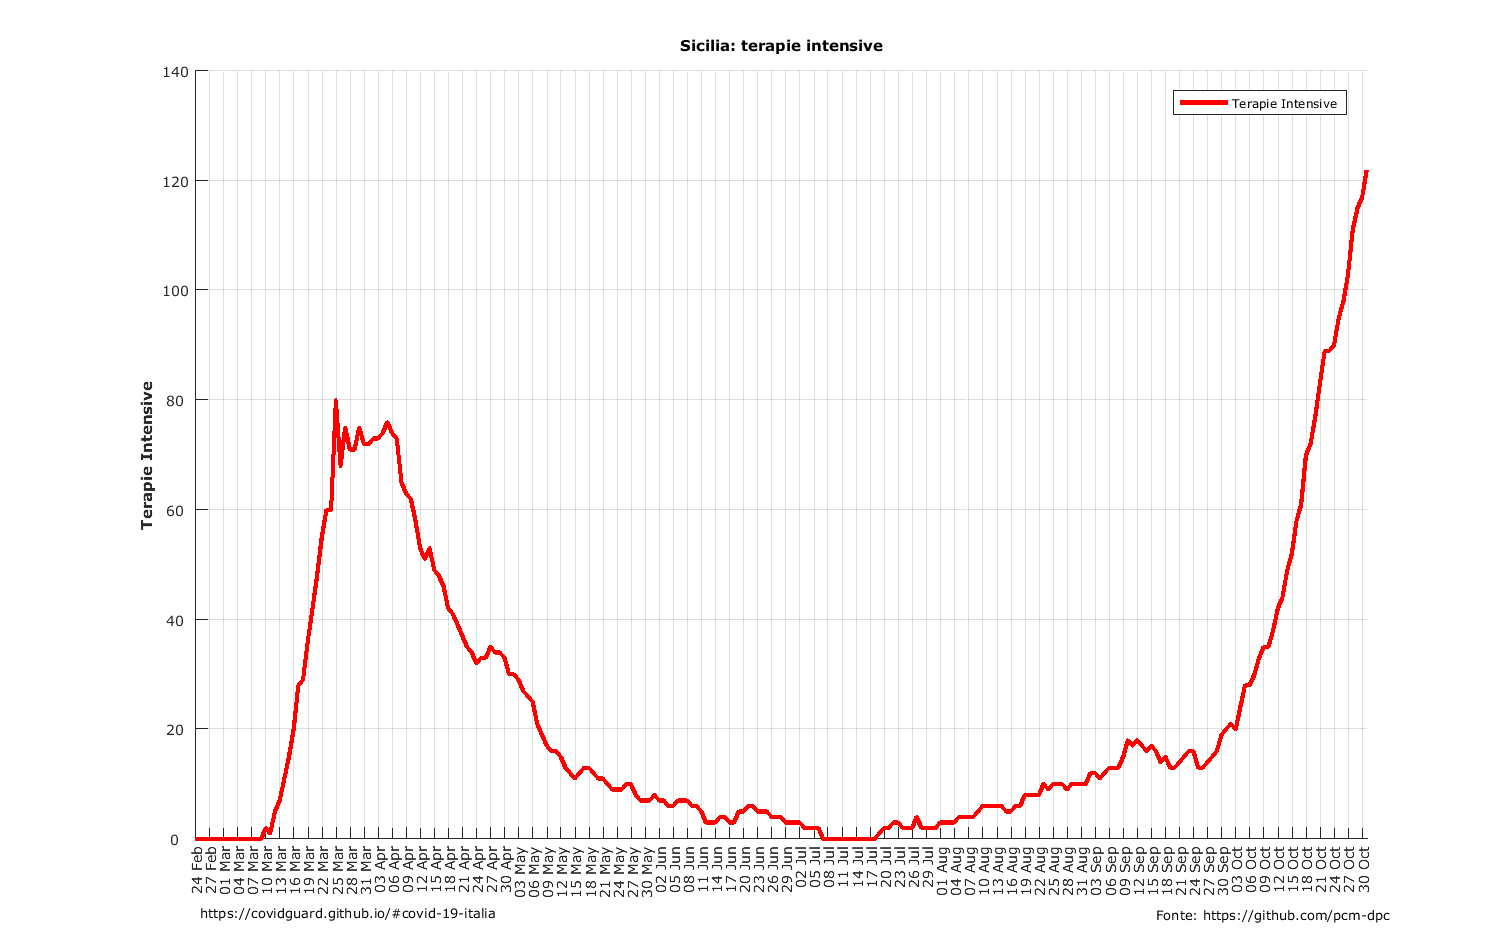 Sicilia: terapie intensive
140
120
100
80
60
40
20
0
Terapie Intensive
Terapie Intensive
24 Feb
27 Feb
01 Mar
04 Mar
07 Mar
10 Mar
13 Mar
16 Mar
19 Mar
22 Mar
25 Mar
28 Mar
31 Mar
03 Apr
06 Apr
09 Apr
12 Apr
15 Apr
18 Apr
21 Apr
24 Apr
27 Apr
30 Apr
03 May
06 May
09 May
12 May
15 May
18 May
21 May
24 May
27 May
30 May
02 Jun
05 Jun
08 Jun
11 Jun
14 Jun
17 Jun
20 Jun
23 Jun
26 Jun
29 Jun
02 Jul
05 Jul
08 Jul
11 Jul
14 Jul
17 Jul
20 Jul
23 Jul
26 Jul
29 Jul
01 Aug
04 Aug
07 Aug
10 Aug
13 Aug
16 Aug
19 Aug
22 Aug
25 Aug
28 Aug
31 Aug
03 Sep
06 Sep
09 Sep
12 Sep
15 Sep
18 Sep
21 Sep
24 Sep
27 Sep
30 Sep
03 Oct
06 Oct
09 Oct
12 Oct
15 Oct
18 Oct
21 Oct
24 Oct
27 Oct
30 Oct
https://covidguard.github.io/#covid-19-italia
Fonte: https://github.com/pcm-dpc